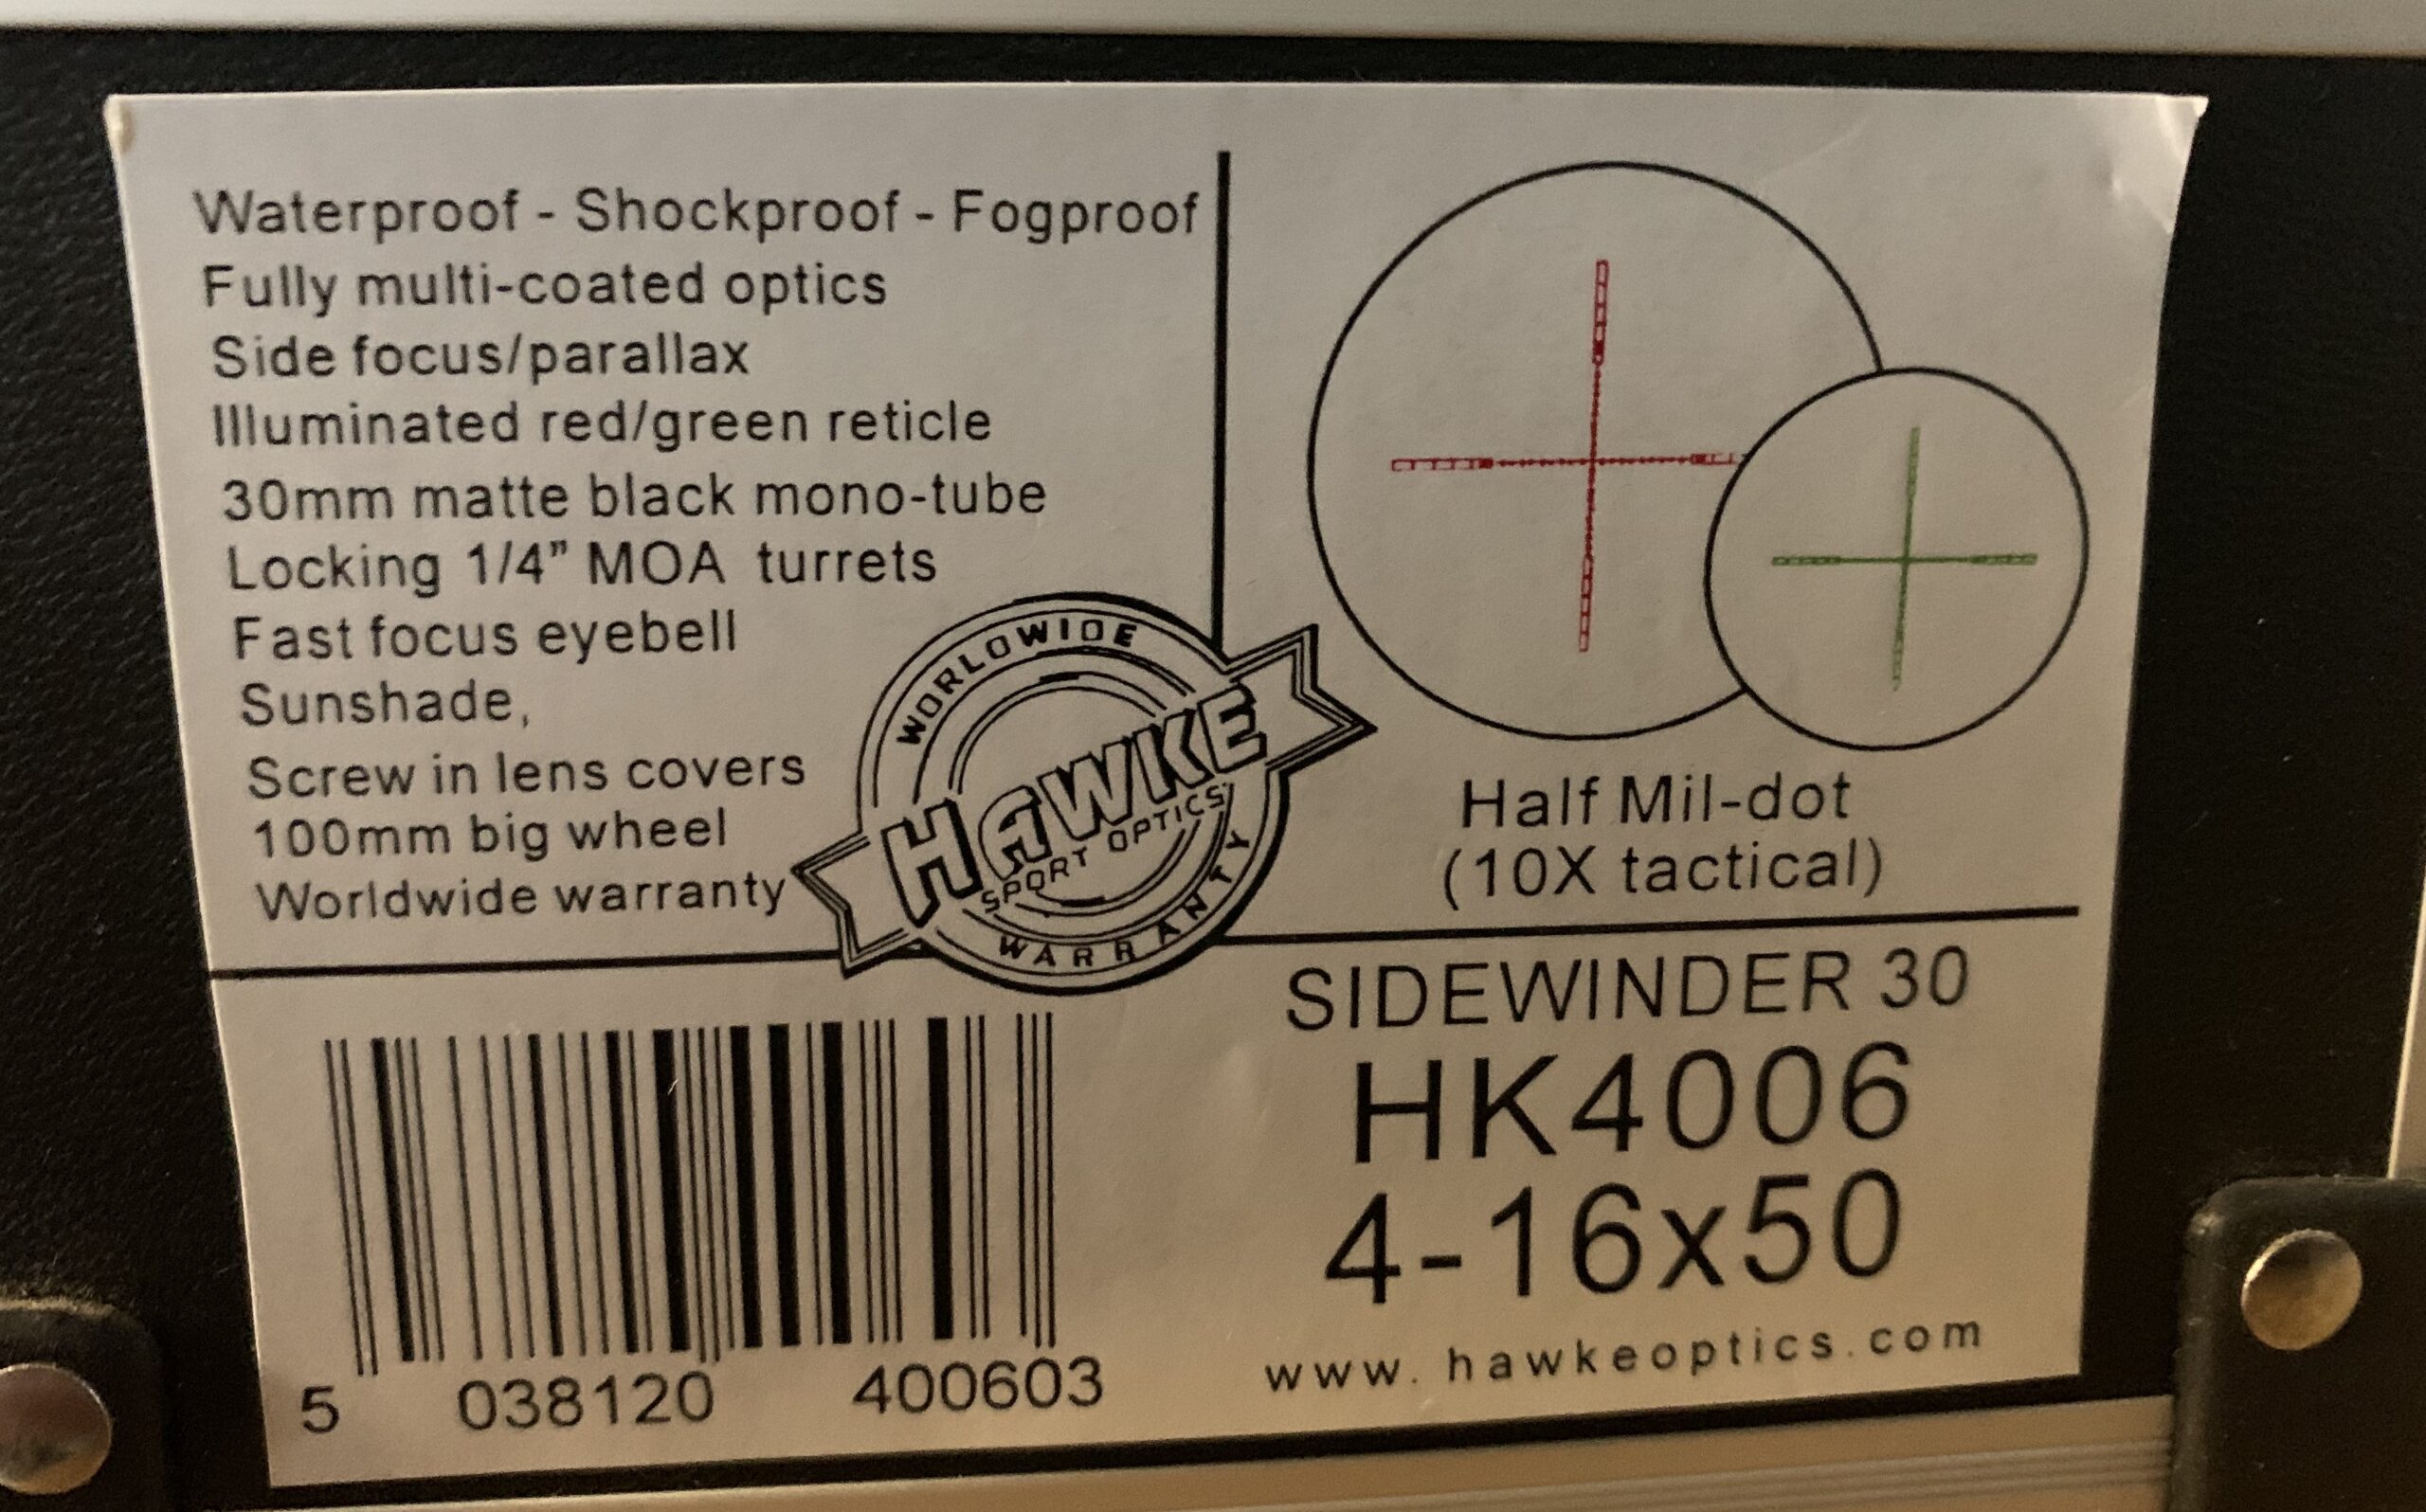 Waterproof - Shockproof - Fogproof
Fully multi-coated optics
Side focus/parallax
Illuminated red/green reticle
30mm matte black mono-tube
Locking 1/4” MOA turrets
Fast focus eyebell
Sunshade,
Screw in lens covers
100mm big wheel
Worldwide warranty
WORLDWIDE
HAWKE
SPORT OPTICS
WARRANTY
Half Mil-dot
(10X tactical)
SIDEWINDER 30
HK4006
4-16x50
www.hawkeoptics.com
5 038120 400603